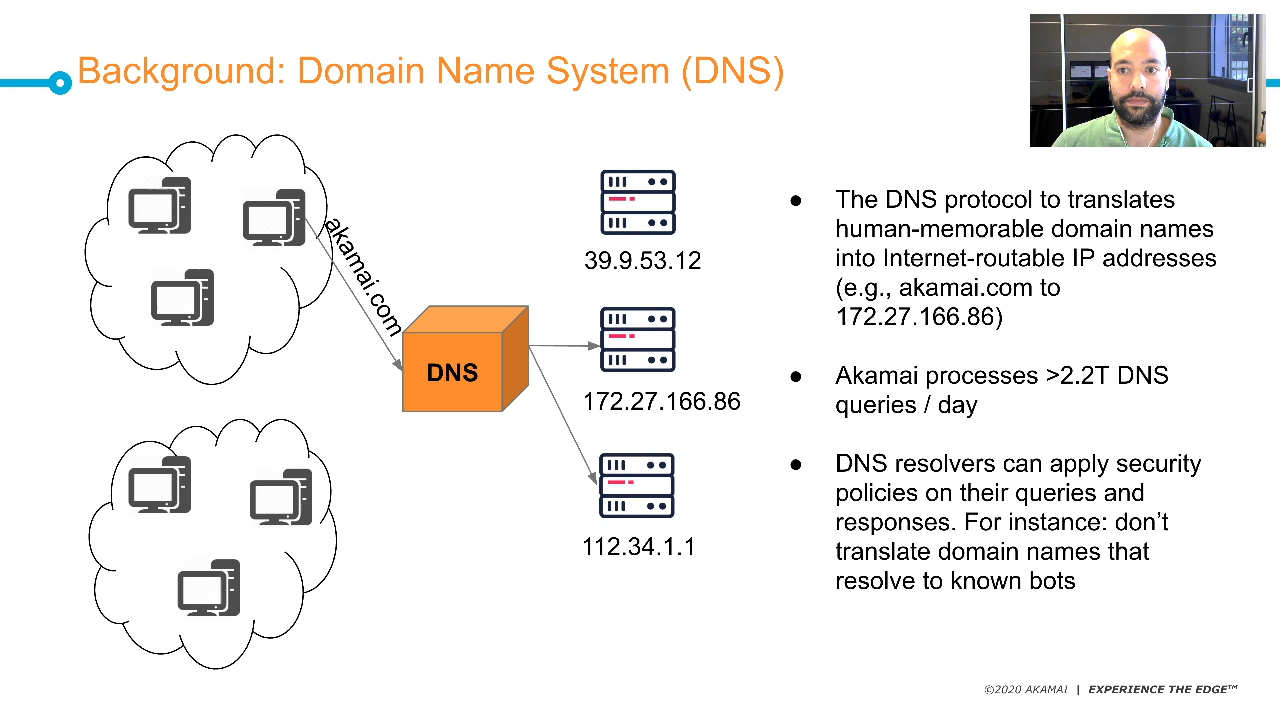 Background: Domain Name System (DNS)
akamai.com
DNS
39.9.53.12
172.27.166.86
112.34.1.1
● The DNS protocol to translates
human-memorable domain names
into Internet-routable IP addresses
(e.g., akamai.com to
172.27.166.86)
● Akamai processes >2.2T DNS
queries / day
● DNS resolvers can apply security
policies on their queries and
responses. For instance: don’t
translate domain names that
resolve to known bots
©2020 AKAMAI | EXPERIENCE THE EDGE™